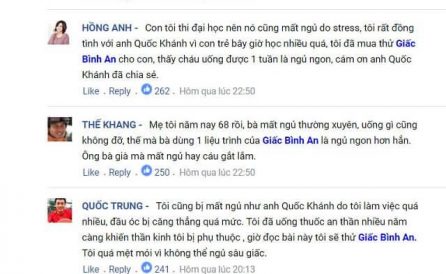 HỒNG ANH - Con tôi thi đại học nên nó cũng mất ngủ do stress, tôi rất đồng
tình với anh Quốc Khánh vì con trẻ bây giờ học nhiều quá, tôi đã mua thử Giấc
Bình An cho con, thấy cháu uống được 1 tuần là ngủ ngon, cám ơn anh Quốc
Khánh đã chia sẻ.
Like . Reply . 262 . Hôm qua lúc 22:50
THẾ KHANG - Mẹ tôi năm nay 68 rồi, bà mất ngủ thường xuyên, uống gì cũng
không đỡ, thế mà bà dùng 1 liệu trình của Giấc Bình An là ngủ ngon hơn hẳn.
Ông bà già mà mất ngủ hay cáu gắt lắm.
Like . Reply . 250 . Hôm qua lúc 22:50
QUỐC TRUNG - Tôi cũng bị mất ngủ như anh Quốc Khánh do tôi làm việc quá
nhiều, đầu óc bị căng thẳng quá mức. Tôi đã uống thuốc an thần nhiều năm
càng khiến thần kinh tôi bị phụ thuộc , giờ đọc bài này tôi sẽ thử Giấc Bình An.
Tôi quá mệt mỏi vì không thể ngủ sâu giấc.
Like . Reply . 241 . Hôm qua lúc 20:13